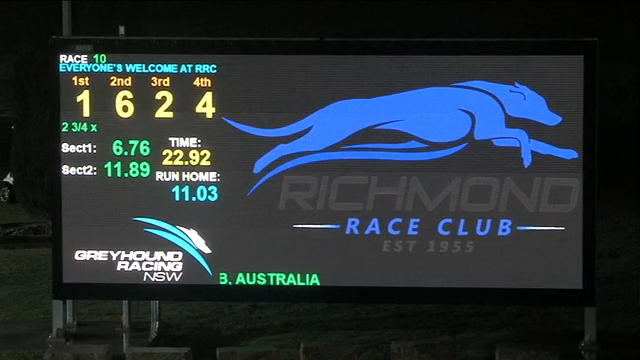 RACE 10
EVERYONE'S WELCOME AT RRC
1st 2nd 3rd 4th
1 6 2 4
2 3/4 x
Sect1: 6.76
Sect2: 11.89
TIME:
22.92
RUN HOME:
11.03
RICHMOND
RACE CLUB
EST 1955
GREYHOUND
RACING
NSW
B, AUSTRALIA